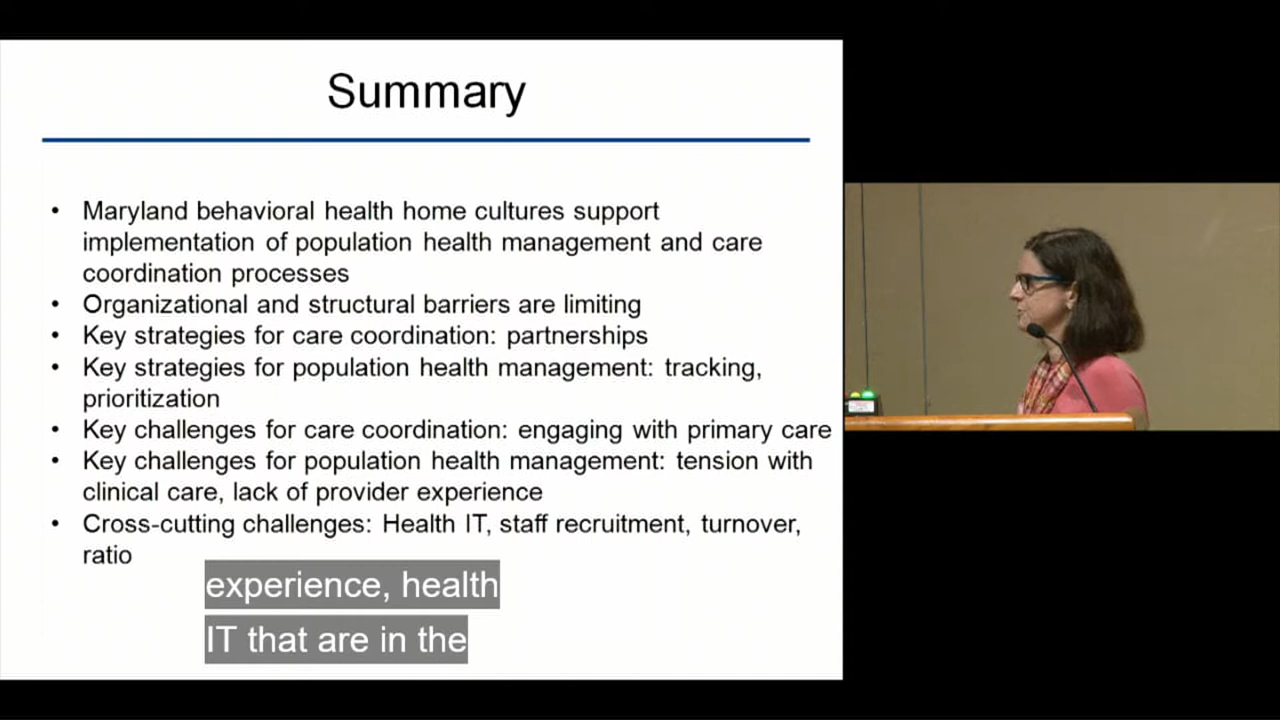 Summary
• Maryland behavioral health home cultures support
implementation of population health management and care
coordination processes
• Organizational and structural barriers are limiting
• Key strategies for care coordination: partnerships
• Key strategies for population health management: tracking,
prioritization
• Key challenges for care coordination: engaging with primary care
• Key challenges for population health management: tension with
clinical care, lack of provider experience
• Cross-cutting challenges: Health IT, staff recruitment, turnover,
ratio
experience, health
IT that are in the